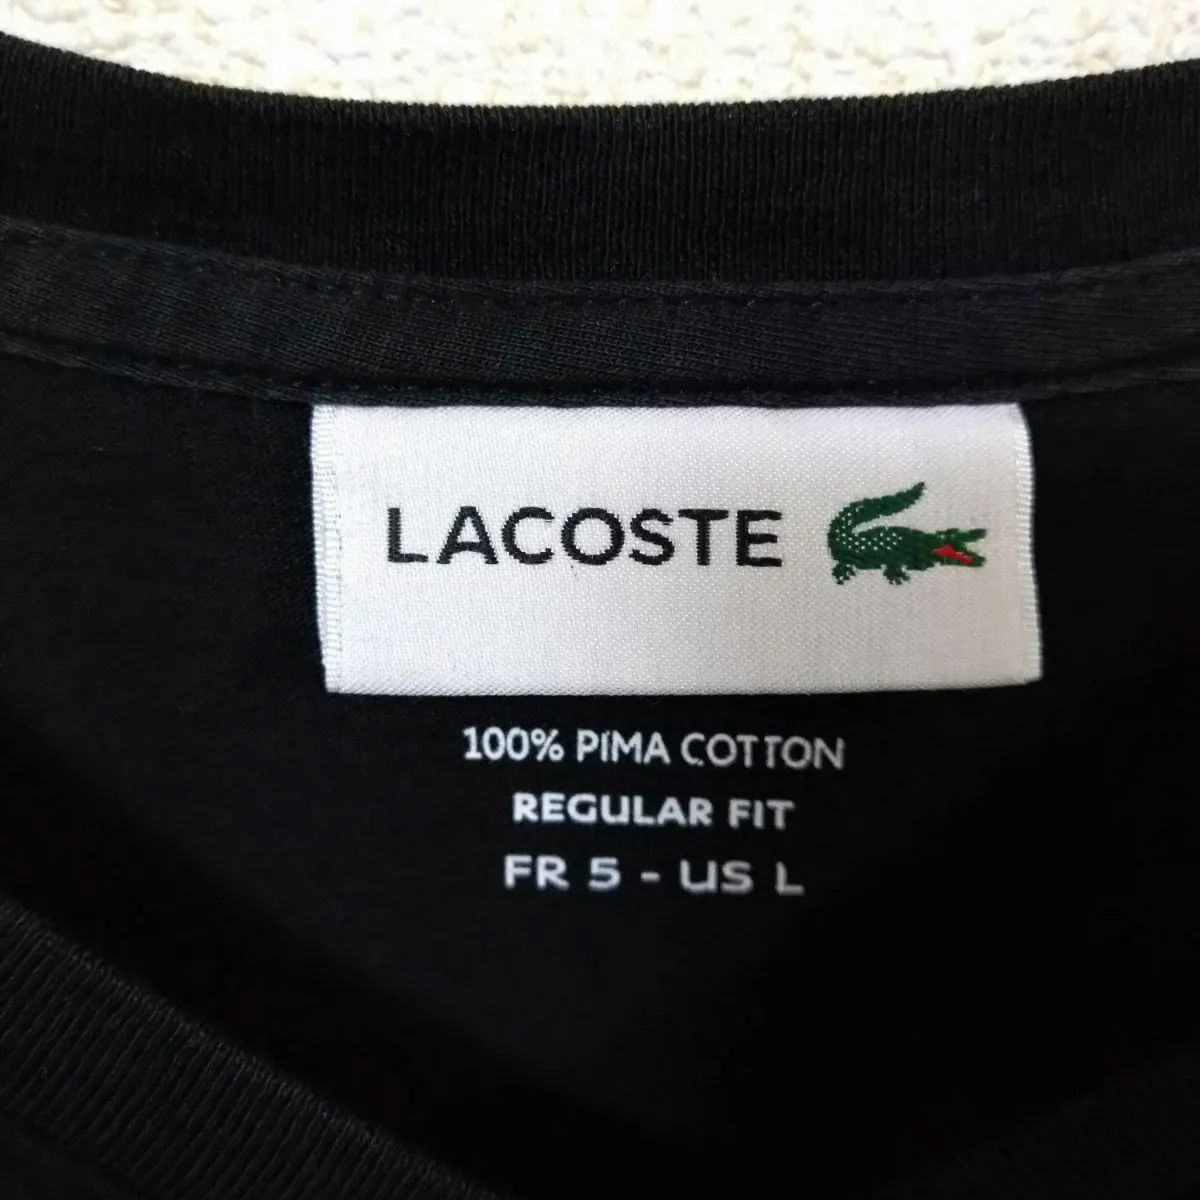 LACOSTE
100% PIMA COTTON
REGULAR FIT
FR 5 - US L